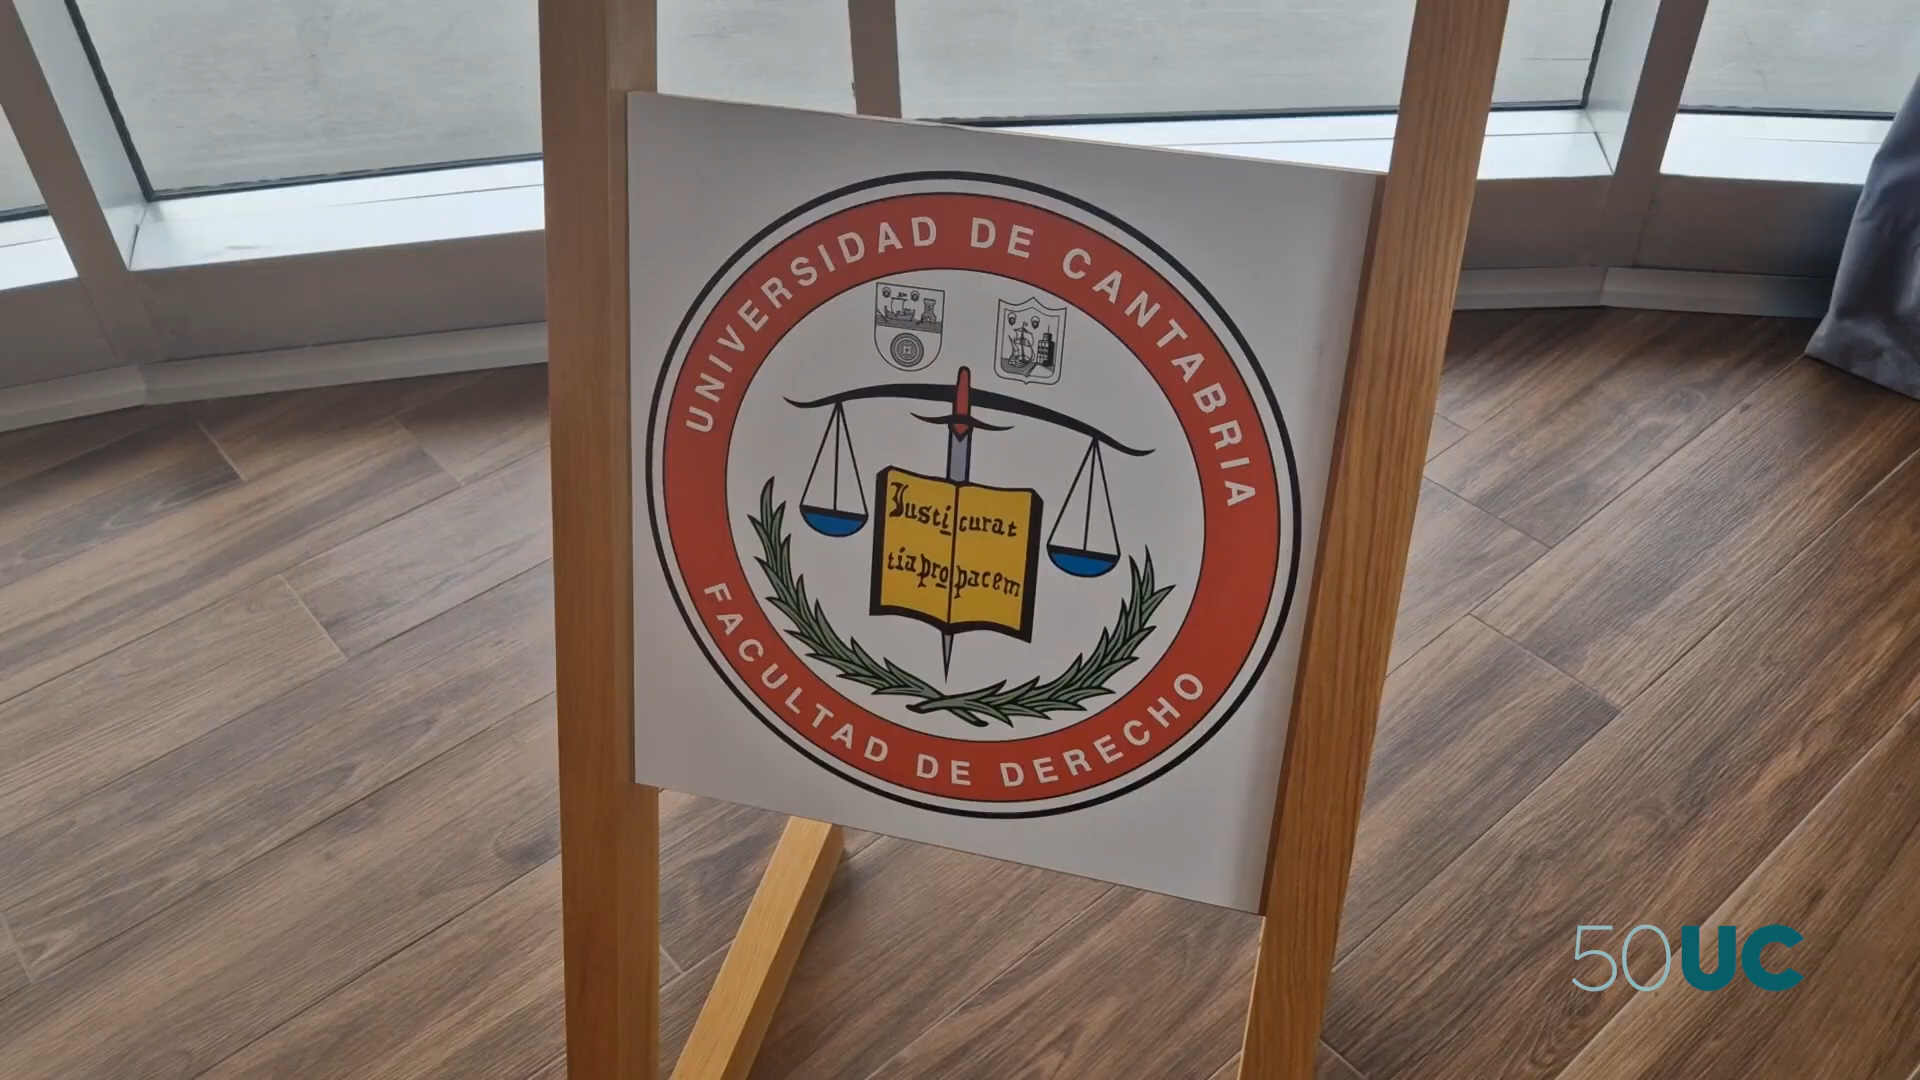 UNIVERSIDAD DE CANTABRIA
Justi curat
tia pro pacem
FACULTAD DE DERECHO
50UC